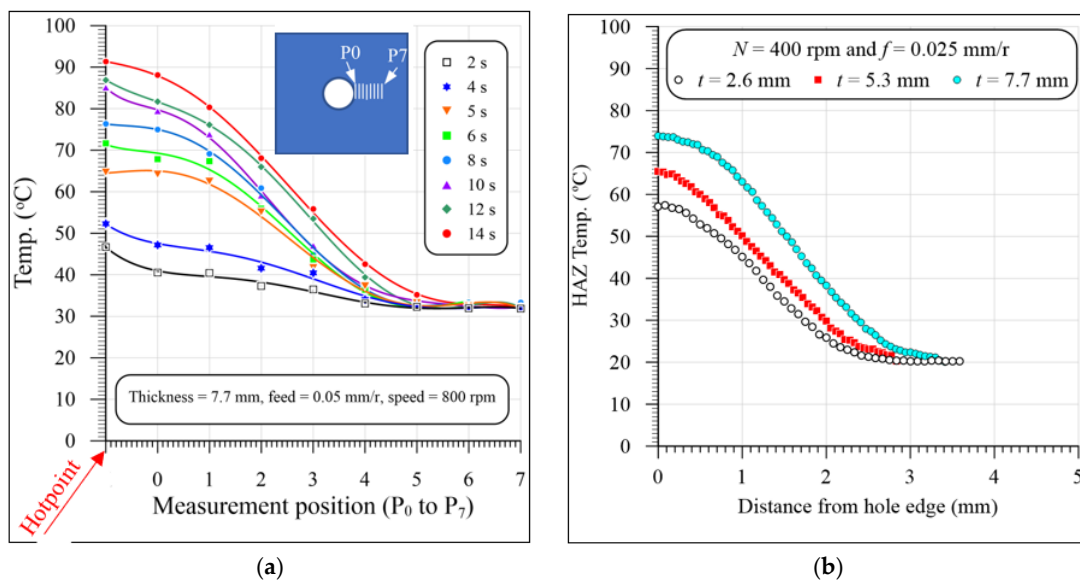 100
90
80
70
60
50
40
30
20
10
0
Temp. (°C)
P0
P7
2 s
4 s
5 s
6 s
8 s
10 s
12 s
14 s
Thickness = 7.7 mm, feed = 0.05 mm/r, speed = 800 rpm
0 1 2 3 4 5 6 7
Hotpoint
Measurement position (P0 to P7)
(a)
100
90
80
70
60
50
40
30
20
10
0
HAZ Temp. (°C)
N = 400 rpm and f = 0.025 mm/r
t = 2.6 mm t = 5.3 mm t = 7.7 mm
0 1 2 3 4 5
Distance from hole edge (mm)
(b)